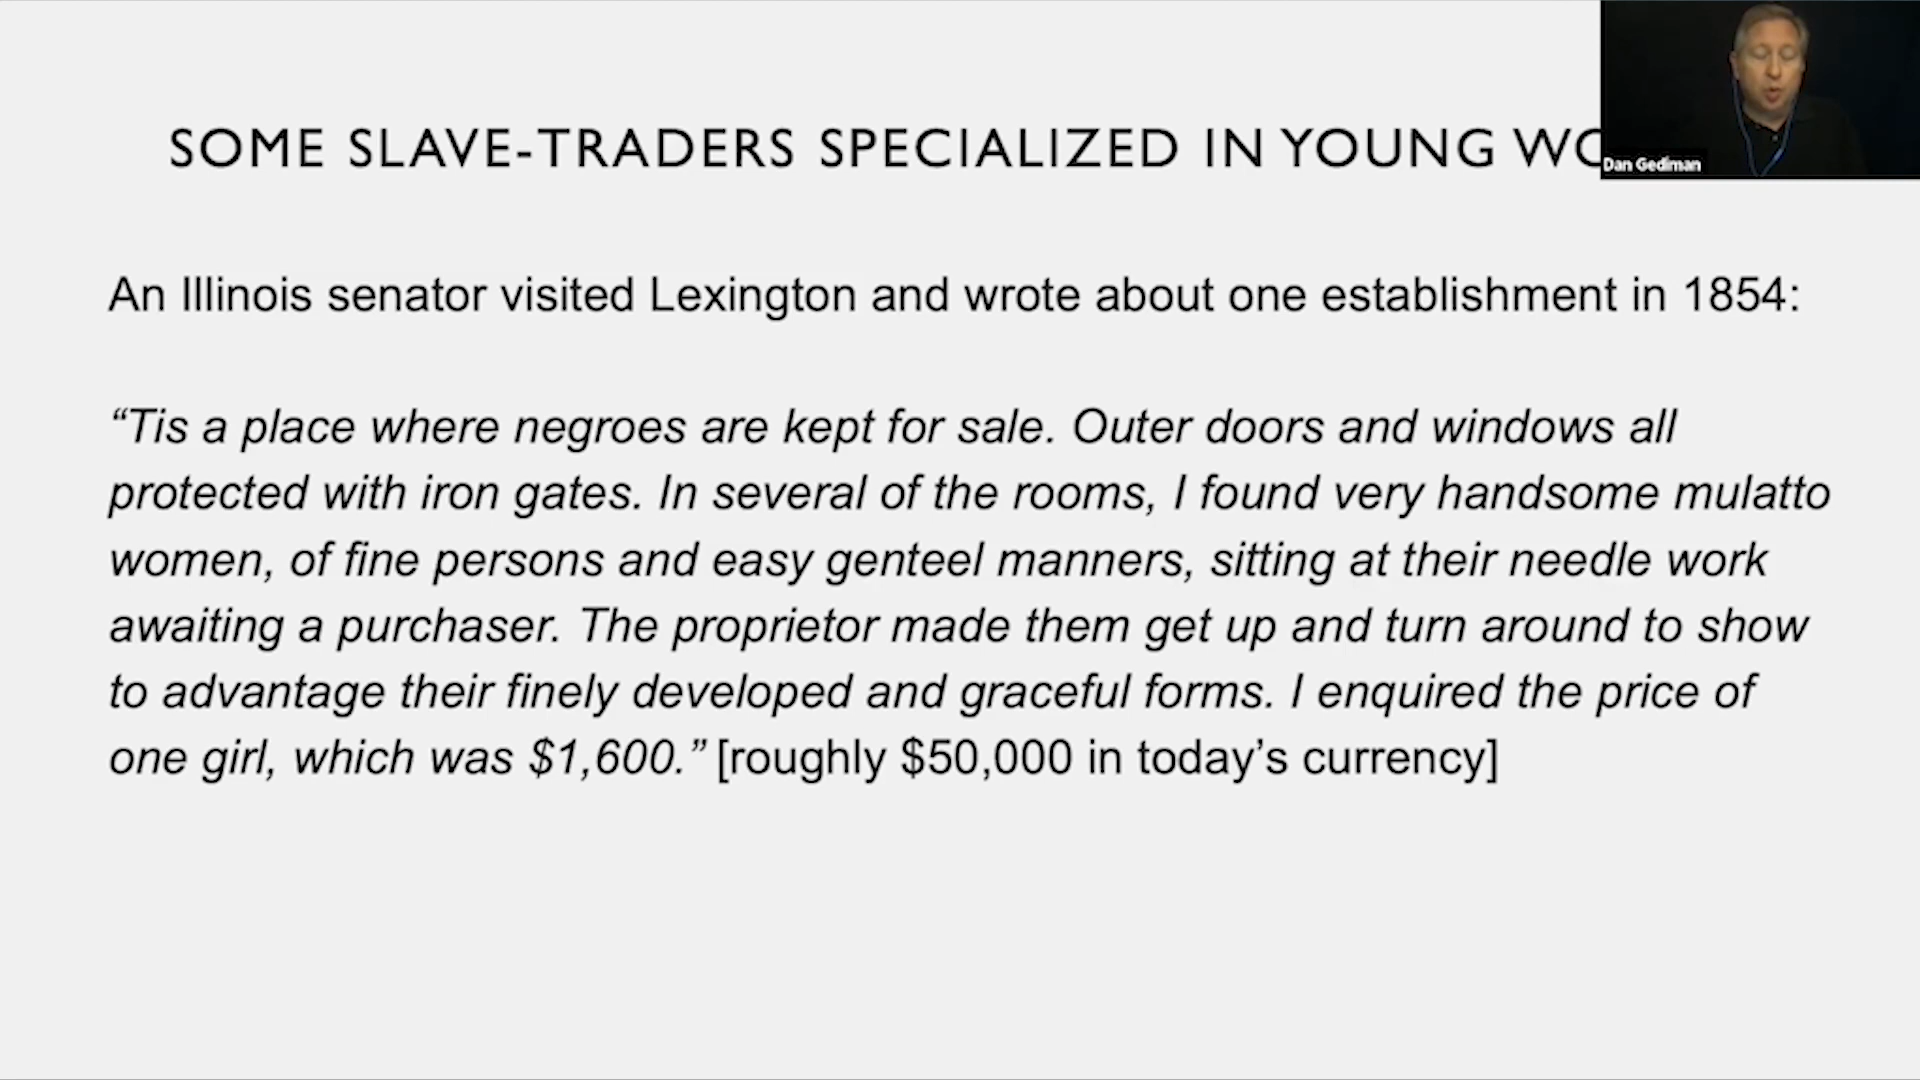 SOME SLAVE-TRADERS SPECIALIZED IN YOUNG
Dan Gediman
An Illinois senator visited Lexington and wrote about one establishment in 1854:
“Tis a place where negroes are kept for sale. Outer doors and windows all
protected with iron gates. In several of the rooms, I found very handsome mulatto
women, of fine persons and easy genteel manners, sitting at their needle work
awaiting a purchaser. The proprietor made them get up and turn around to show
to advantage their finely developed and graceful forms. I enquired the price of
one girl, which was $1,600.” [roughly $50,000 in today’s currency]